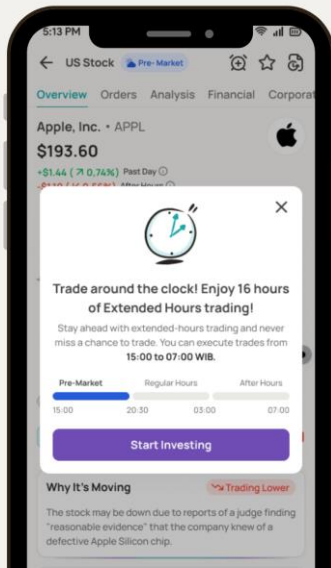 5:13 PM
US Stock Pre-Market
Overview Orders Analysis Financial Corporat
Apple, Inc. • APPL
$193.60
+$1.44 (↗ 0,74%) Past Day
After Hours
Trade around the clock! Enjoy 16 hours
of Extended Hours trading!
Stay ahead with extended-hours trading and never
miss a chance to trade. You can execute trades from
15:00 to 07:00 WIB.
Pre-Market Regular Hours After Hours
15:00 20:30 03:00 07:00
Start Investing
Why It's Moving Trading Lower
The stock may be down due to reports of a judge finding
"reasonable evidence" that the company knew of a
defective Apple Silicon chip.